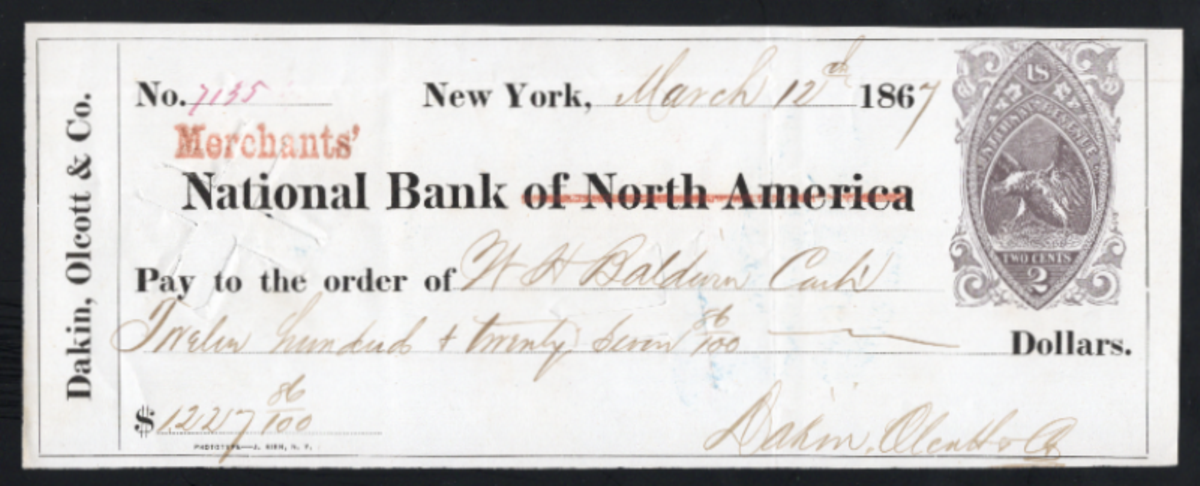 Dakin, Olcott & Co.
No. 7135 New York, March 12th 1867
Merchants'
National Bank of North America
Pay to the order of W H Baldwin Cash'
Twelve hundred & twenty seven 86/100 Dollars.
$1227 86/100
Dakin, Olcott & Co
US
INTERNAL REVENUE
TWO CENTS
2